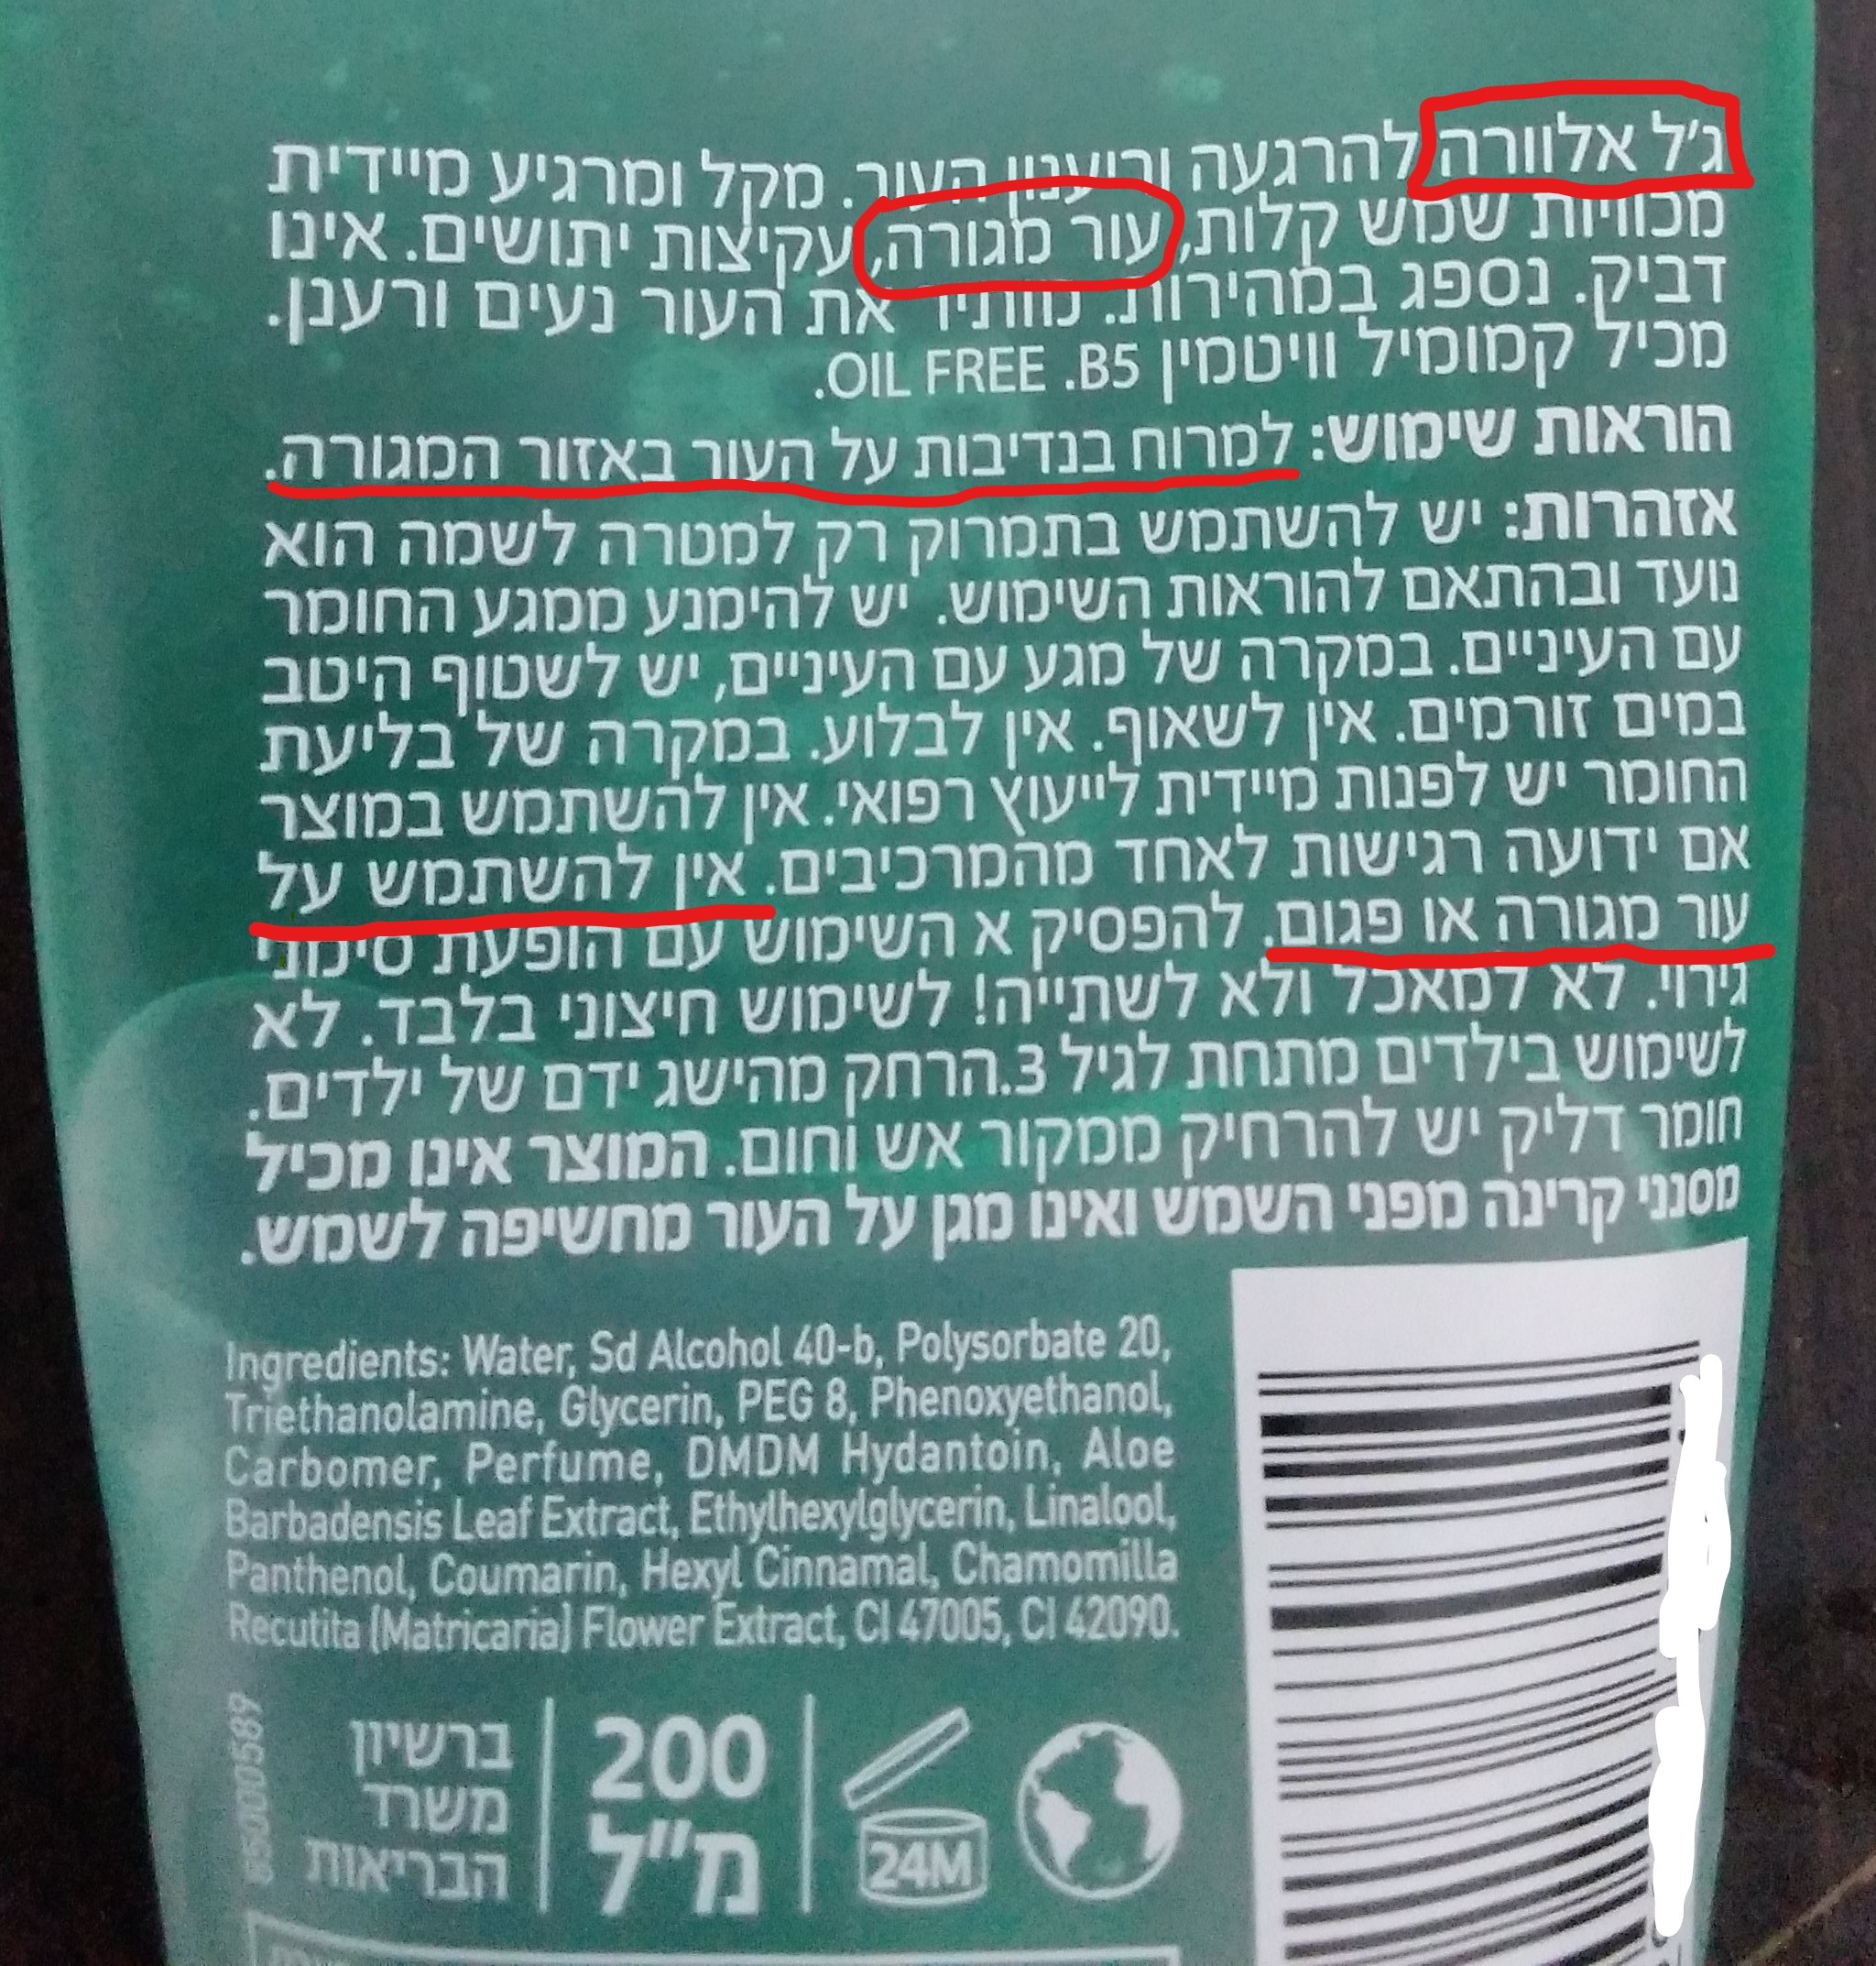 ג'ל אלוורה להרגעה וריענון העור. מקל ומרגיע מיידית
מכוויות שמש קלות, עור מגורה, עקיצות יתושים. אינו
דביק. נספג במהירות. מותיר את העור נעים ורענן.
מכיל קמומיל וויטמין B5. OIL FREE.
הוראות שימוש: למרוח בנדיבות על העור באזור המגורה.
אזהרות: יש להשתמש בתמרוק רק למטרה לשמה הוא
נועד ובהתאם להוראות השימוש. יש להימנע ממגע החומר
עם העיניים. במקרה של מגע עם העיניים, יש לשטוף היטב
במים זורמים. אין לשאוף. אין לבלוע. במקרה של בליעת
החומר יש לפנות מיידית לייעוץ רפואי. אין להשתמש במוצר
אם ידועה רגישות לאחד מהמרכיבים. אין להשתמש על
עור מגורה או פגום. להפסיק א השימוש עם הופעת סימני
גירוי. לא למאכל ולא לשתייה! לשימוש חיצוני בלבד. לא
לשימוש בילדים מתחת לגיל 3.הרחק מהישג ידם של ילדים.
חומר דליק יש להרחיק ממקור אש וחום. המוצר אינו מכיל
מסנני קרינה מפני השמש ואינו מגן על העור מחשיפה לשמש.
Ingredients: Water, Sd Alcohol 40-b, Polysorbate 20,
Triethanolamine, Glycerin, PEG 8, Phenoxyethanol,
Carbomer, Perfume, DMDM Hydantoin, Aloe
Barbadensis Leaf Extract, Ethylhexylglycerin, Linalool,
Panthenol, Coumarin, Hexyl Cinnamal, Chamomilla
Recutita (Matricaria) Flower Extract, CI 47005, CI 42090.
24M
200
מ"ל
ברשיון
משרד
הבריאות